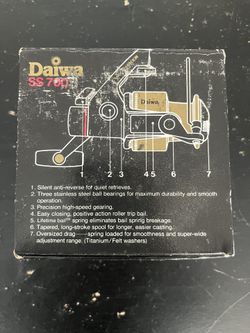 Daiwa
SS 700
Daiwa
1 2 3 4 5 6 7
1. Silent anti-reverse for quiet retrieves.
2. Three stainless steel ball bearings for maximum durability and smooth
operation.
3. Precision high-speed gearing.
4. Easy closing, positive action roller trip bail.
5. Lifetime bail™ spring eliminates bail spring breakage.
6. Tapered, long-stroke spool for longer, easier casting.
7. Oversized drag——spring loaded for smoothness and super-wide
adjustment range. (Titanium/Felt washers)